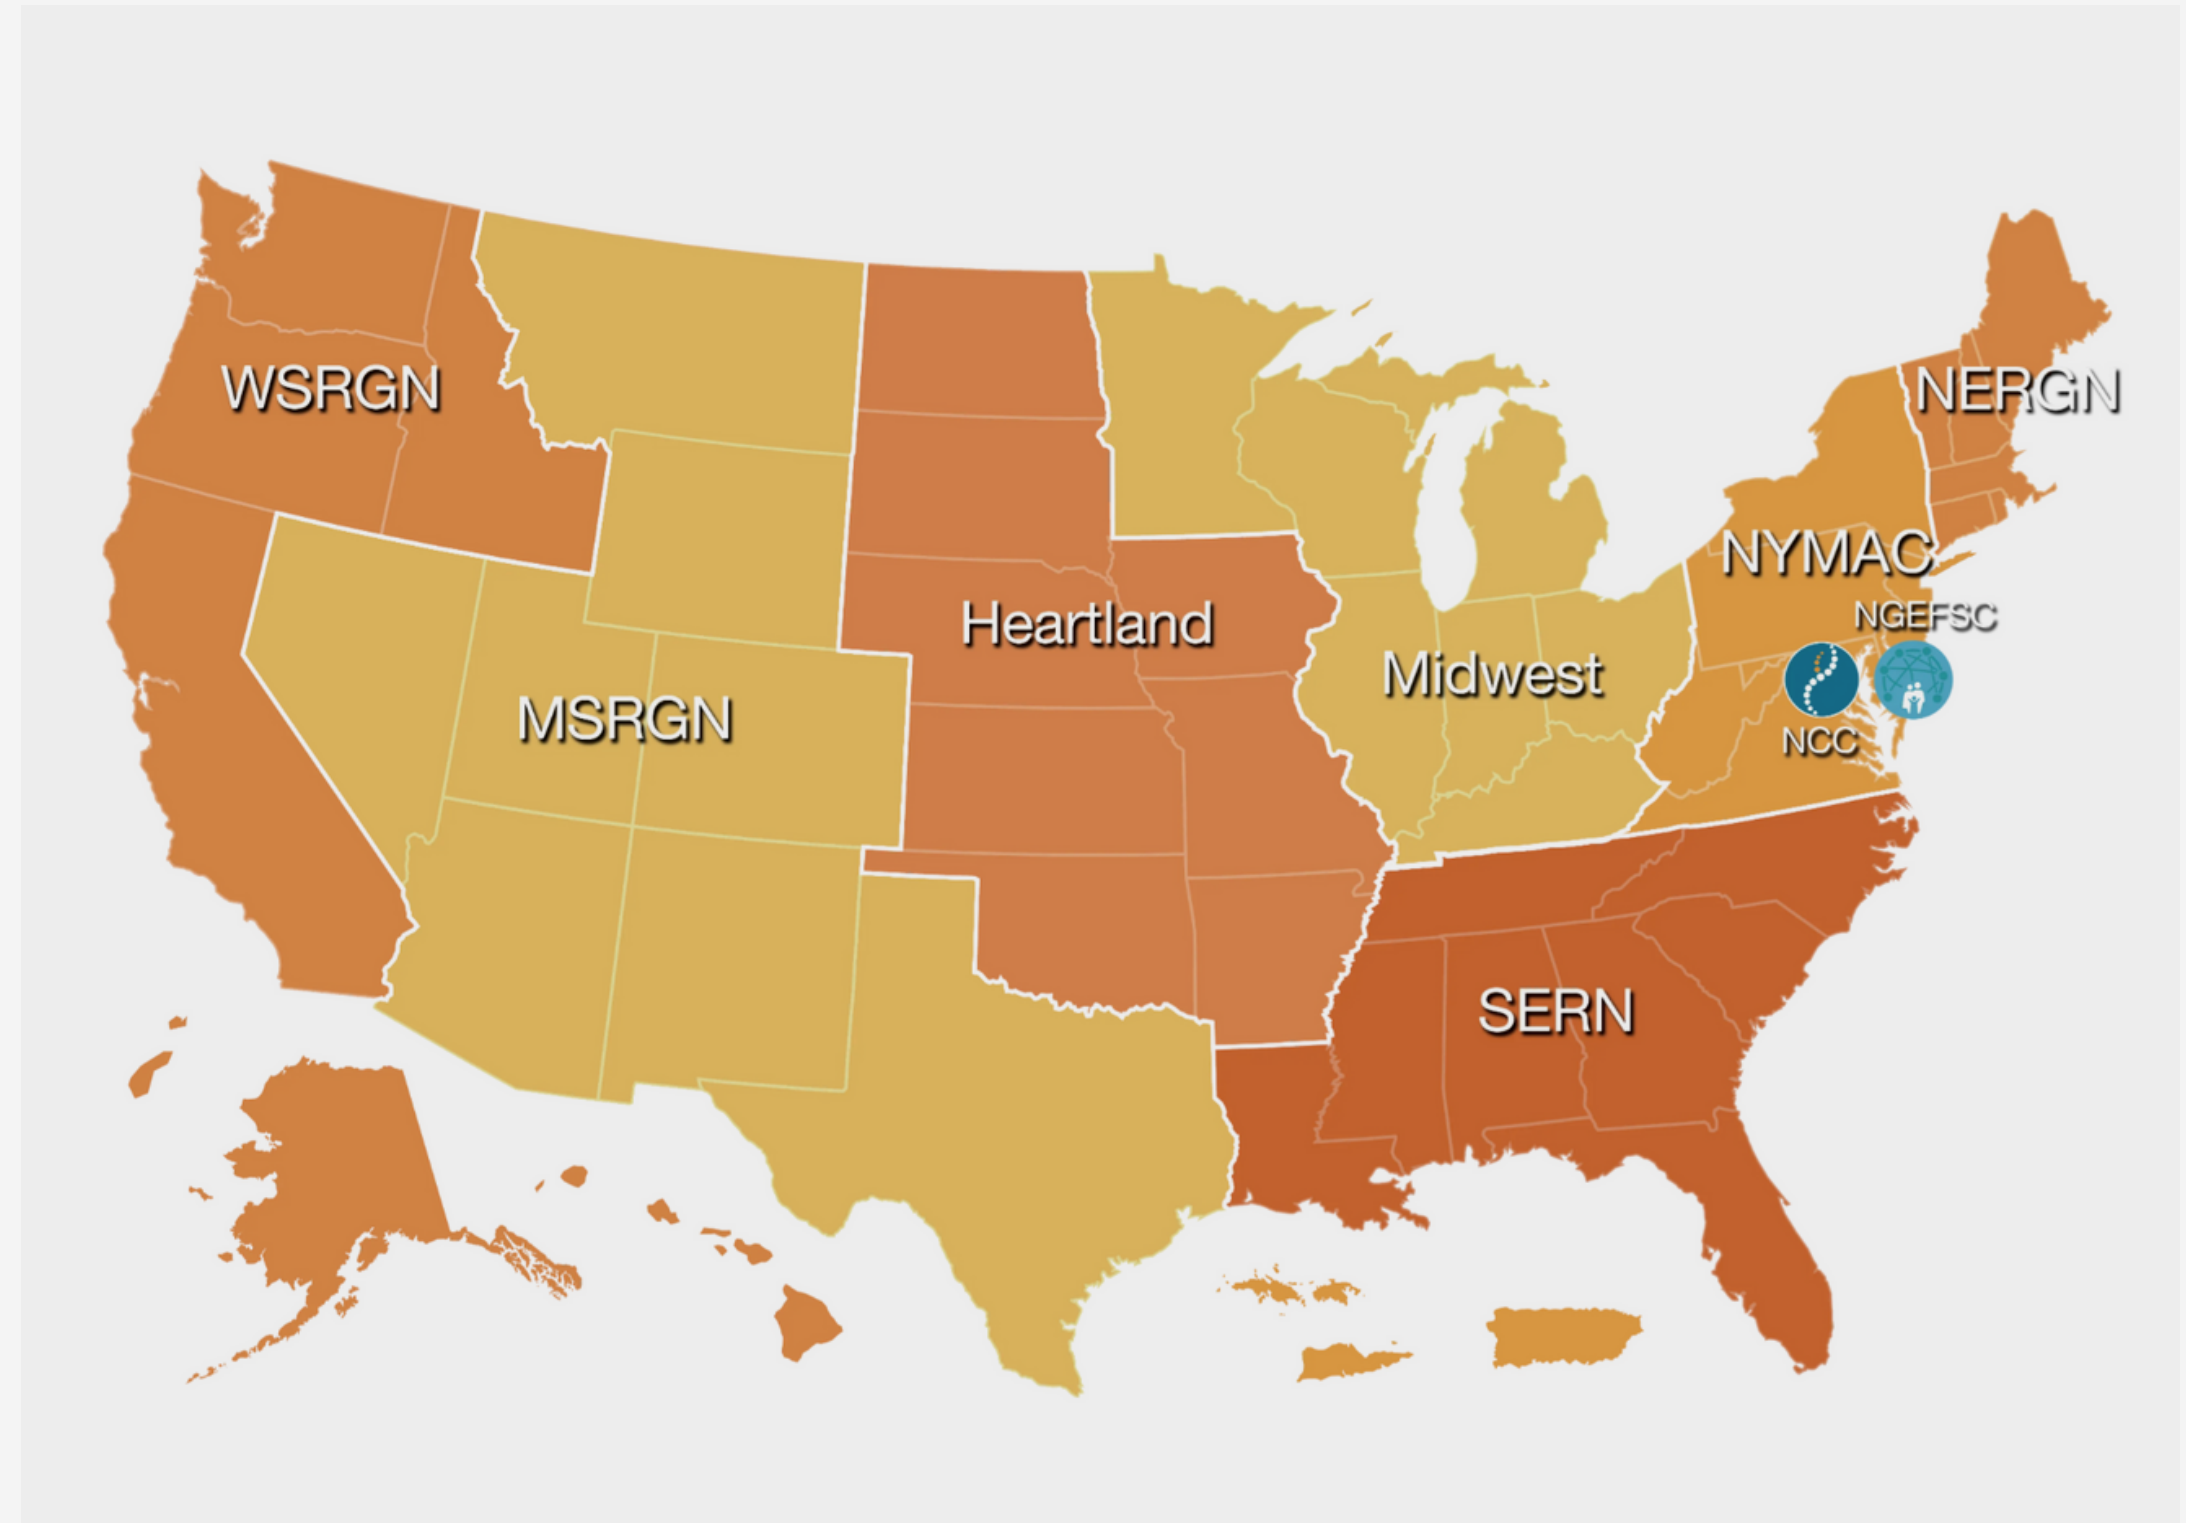 WSRGN
NERGN
NYMAC
NGEFSC
Heartland
Midwest
MSRGN
NCC
SERN